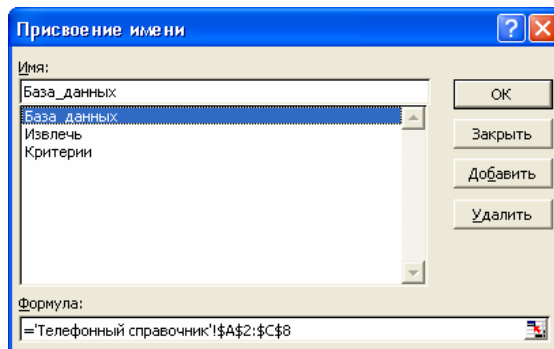 Присвоение имени
Имя:
База_данных
ОК
База_данных
Извлечь
Критерии
Закрыть
Добавить
Удалить
Формула:
='Телефонный справочник'!$A$2:$C$8